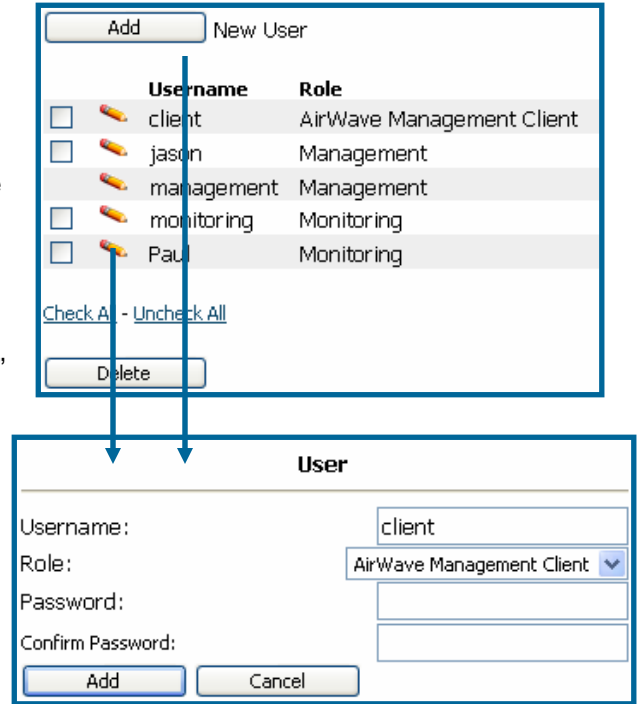 Add New User
Username Role
client AirWave Management Client
jason Management
management Management
monitoring Monitoring
Paul Monitoring
Check All - Uncheck All
,
Delete
User
Username: client
Role: AirWave Management Client
Password:
Confirm Password:
Add Cancel